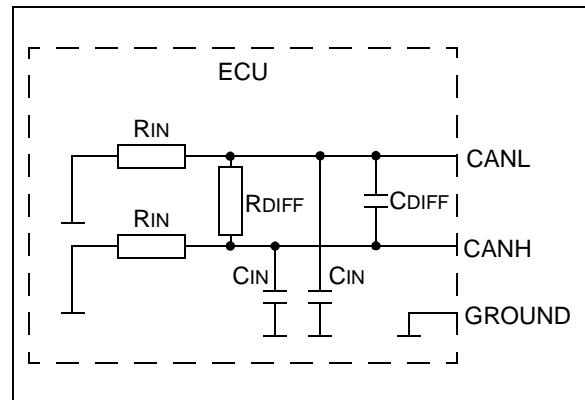 ECU
RIN
CANL
RDIFF
CDIFF
RIN
CANH
CIN
CIN
GROUND